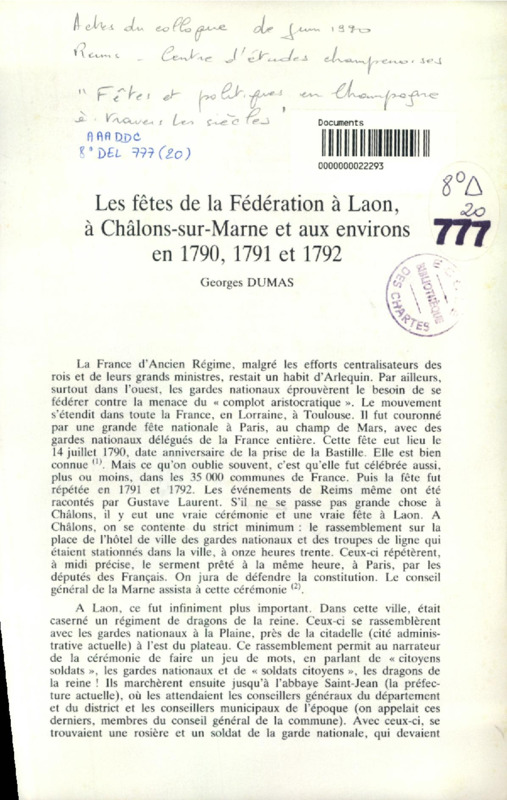 Actes du colloque de Juin 1990
Reims - Centre d'études champenoises
"Fêtes et politiques en Champagne
à travers les siècles"
AAADDC
8° DEL 777 (20)
Documents
0000000022293
8° Δ
20
777
BIBLIOTHÈQUE
DES CHARTES
Les fêtes de la Fédération à Laon,
à Châlons-sur-Marne et aux environs
en 1790, 1791 et 1792
Georges DUMAS
La France d'Ancien Régime, malgré les efforts centralisateurs des
rois et de leurs grands ministres, restait un habit d'Arlequin. Par ailleurs,
surtout dans l'ouest, les gardes nationaux éprouvèrent le besoin de se
fédérer contre la menace du « complot aristocratique ». Le mouvement
s'étendit dans toute la France, en Lorraine, à Toulouse. Il fut couronné
par une grande fête nationale à Paris, au champ de Mars, avec des
gardes nationaux délégués de la France entière. Cette fête eut lieu le
14 juillet 1790, date anniversaire de la prise de la Bastille. Elle est bien
connue (1). Mais ce qu'on oublie souvent, c'est qu'elle fut célébrée aussi,
plus ou moins, dans les 35 000 communes de France. Puis la fête fut
répétée en 1791 et 1792. Les événements de Reims même ont été
racontés par Gustave Laurent. S'il ne se passe pas grande chose à
Châlons, il y eut une vraie cérémonie et une vraie fête à Laon. A
Châlons, on se contente du strict minimum : le rassemblement sur la
place de l'hôtel de ville des gardes nationaux et des troupes de ligne qui
étaient stationnés dans la ville, à onze heures trente. Ceux-ci répétèrent,
à midi précise, le serment prêté à la même heure, à Paris, par les
députés des Français. On jura de défendre la constitution. Le conseil
général de la Marne assista à cette cérémonie (2).
A Laon, ce fut infiniment plus important. Dans cette ville, était
caserné un régiment de dragons de la reine. Ceux-ci se rassemblèrent
avec les gardes nationaux à la Plaine, près de la citadelle (cité adminis-
trative actuelle) à l'est du plateau. Ce rassemblement permit au narrateur
de la cérémonie de faire un jeu de mots, en parlant de « citoyens
soldats », les gardes nationaux et de « soldats citoyens », les dragons de
la reine ! Ils marchèrent ensuite jusqu'à l'abbaye Saint-Jean (la préfec-
ture actuelle), où les attendaient les conseillers généraux du département
et du district et les conseillers municipaux de l'époque (on appelait ces
derniers, membres du conseil général de la commune). Avec ceux-ci, se
trouvaient une rosière et un soldat de la garde nationale, qui devaient